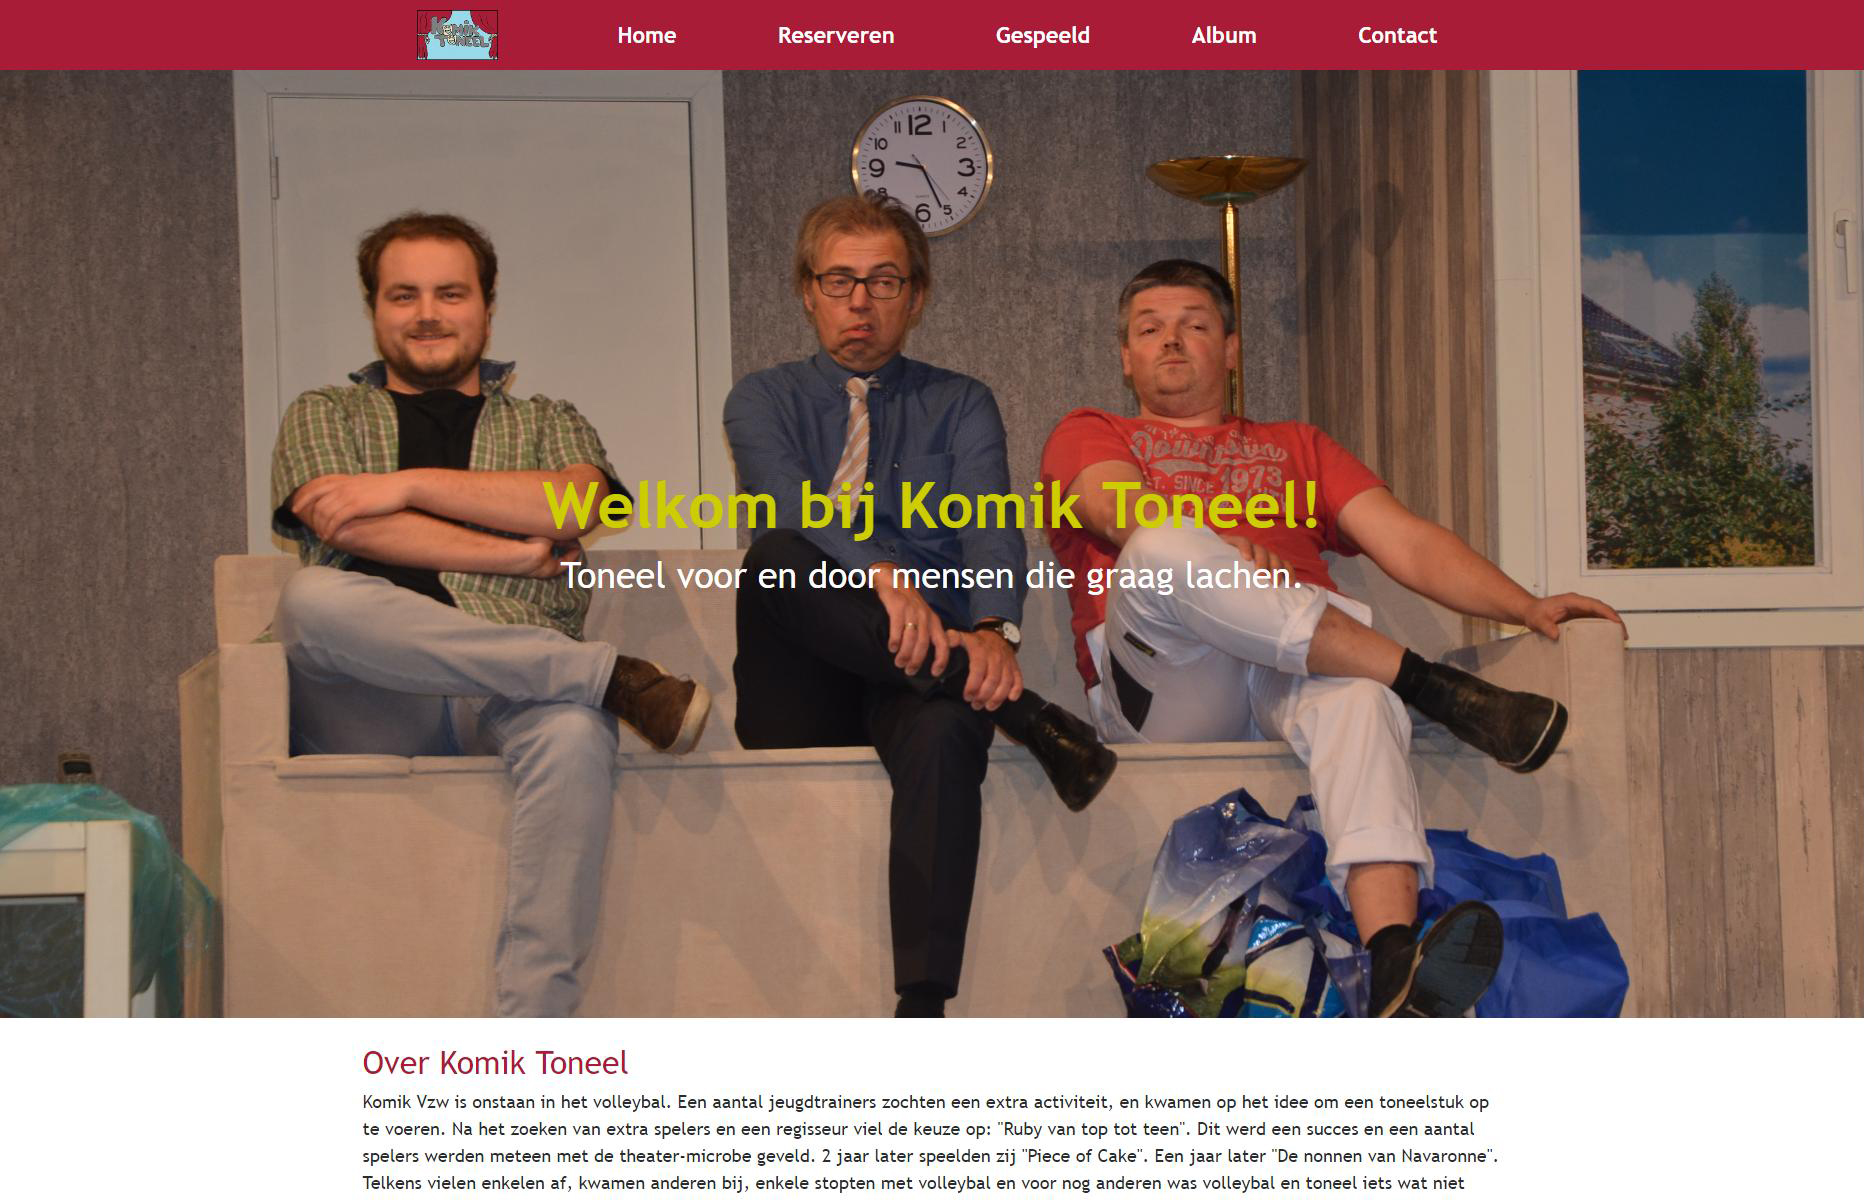 Komik
Toneel
Home
Reserveren
Gespeeld
Album
Contact
11 12 1
10 2
9 3
8 4
6 5
Downtown
EST. SINCE 1973
Welkom bij Komik Toneel!
Toneel voor en door mensen die graag lachen.
Over Komik Toneel
Komik Vzw is onstaan in het volleybal. Een aantal jeugdtrainers zochten een extra activiteit, en kwamen op het idee om een toneelstuk op
te voeren. Na het zoeken van extra spelers en een regisseur viel de keuze op: "Ruby van top tot teen". Dit werd een succes en een aantal
spelers werden meteen met de theater-microbe geveld. 2 jaar later speelden zij "Piece of Cake". Een jaar later "De nonnen van Navaronne".
Telkens vielen enkelen af, kwamen anderen bij, enkele stopten met volleybal en voor nog anderen was volleybal en toneel iets wat niet